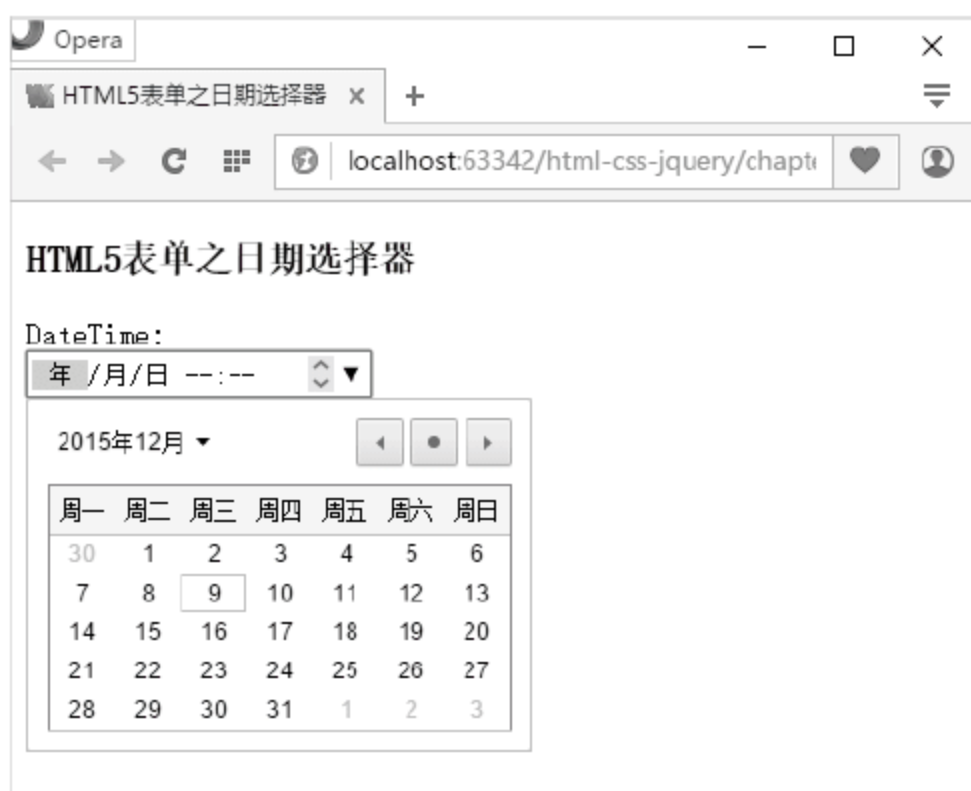 Opera
HTML5表单之日期选择器
localhost:63342/html-css-jquery/chapte
HTML5表单之日期选择器
DateTime:
年/月/日 --:--
2015年12月
周一 周二 周三 周四 周五 周六 周日
30 1 2 3 4 5 6
7 8 9 10 11 12 13
14 15 16 17 18 19 20
21 22 23 24 25 26 27
28 29 30 31 1 2 3